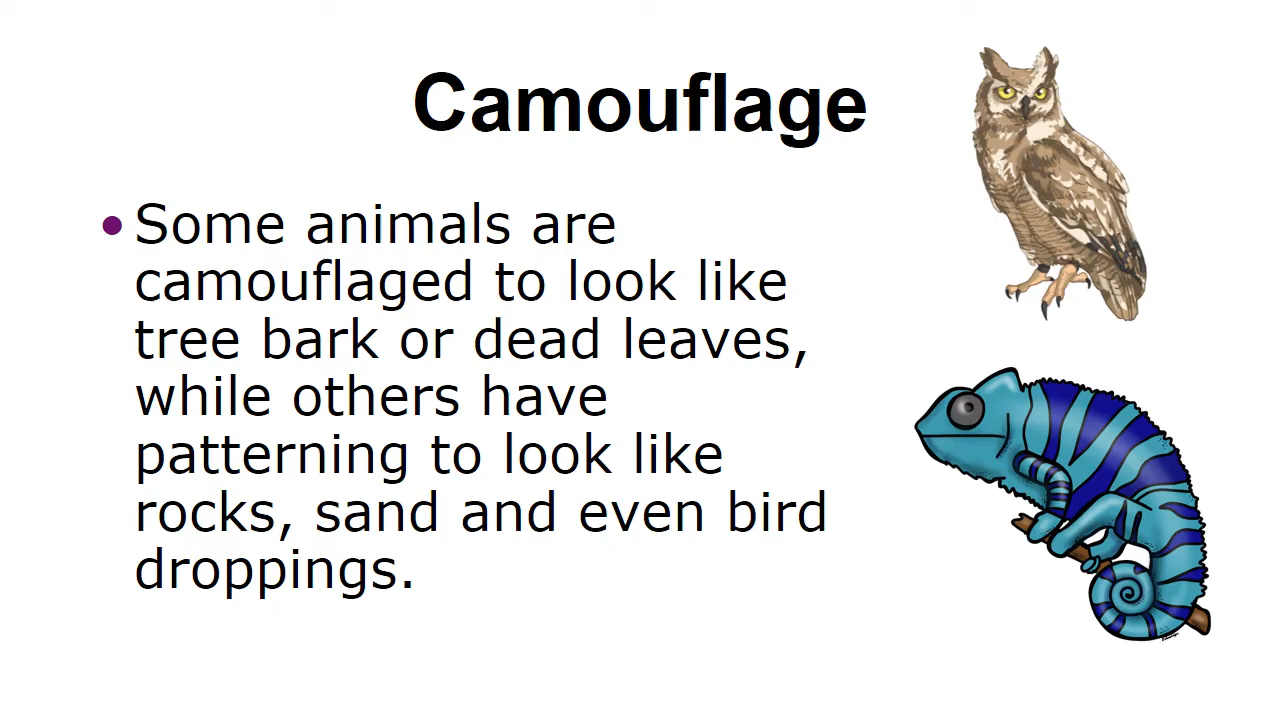 Camouflage
• Some animals are
camouflaged to look like
tree bark or dead leaves,
while others have
patterning to look like
rocks, sand and even bird
droppings.